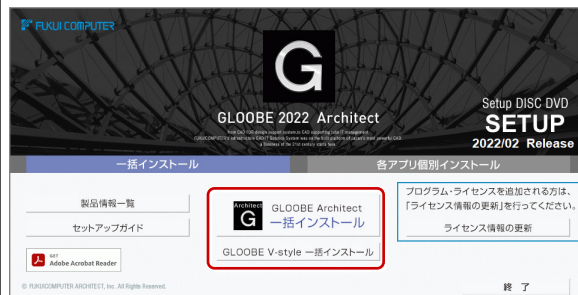 FUKUI COMPUTER
G
GLOOBE 2022 Architect
Setup DISC DVD
SETUP
2022/02 Release
一括インストール
各アプリ個別インストール
製品情報一覧
セットアップガイド
GET
Adobe Acrobat Reader
Architect
G
GLOOBE Architect
一括インストール
GLOOBE V-style 一括インストール
プログラム・ライセンスを追加される方は、
「ライセンス情報の更新」を行ってください。
ライセンス情報の更新
© FUKUICOMPUTER ARCHITECT, Inc. All Rights Reserved.
終 了